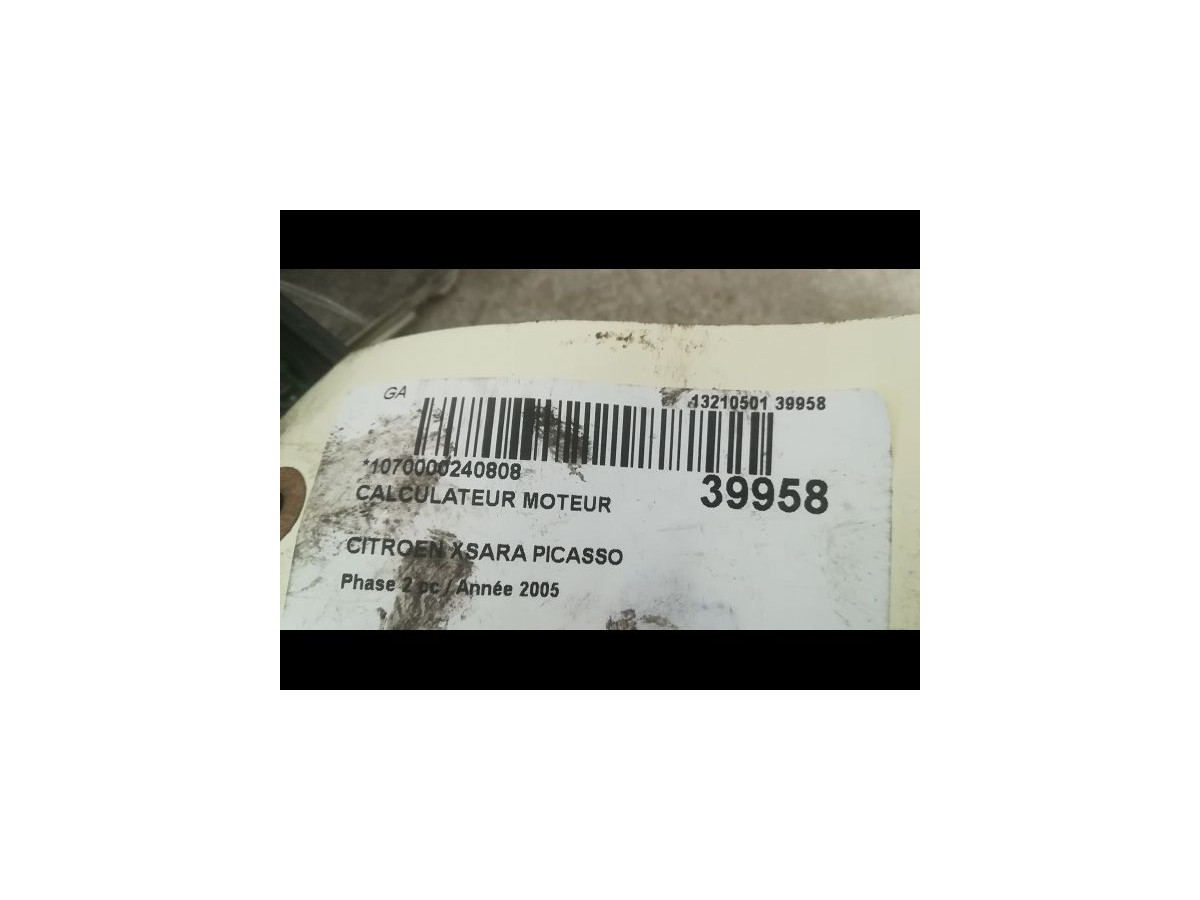 GA
13210501 39958
*1070000240808
39958
CALCULATEUR MOTEUR
CITROEN XSARA PICASSO
Phase 2 pc / Année 2005